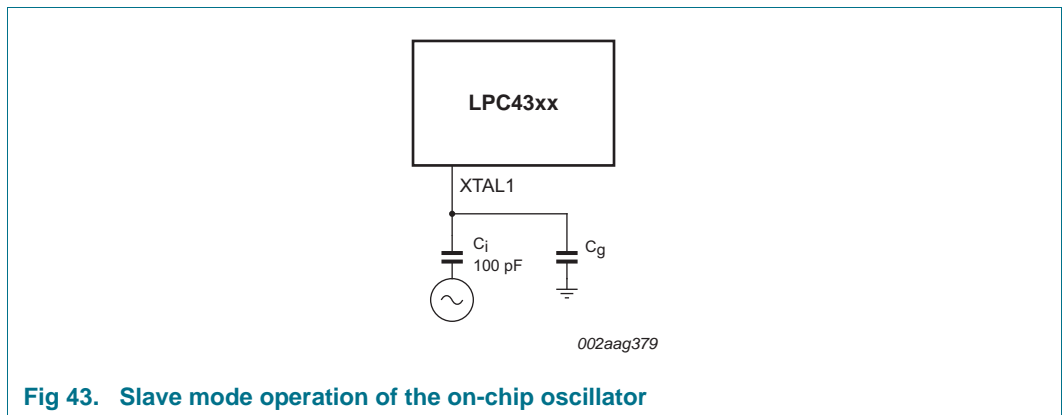 LPC43xx
XTAL1
Ci
100 pF
Cg
002aag379
Fig 43. Slave mode operation of the on-chip oscillator